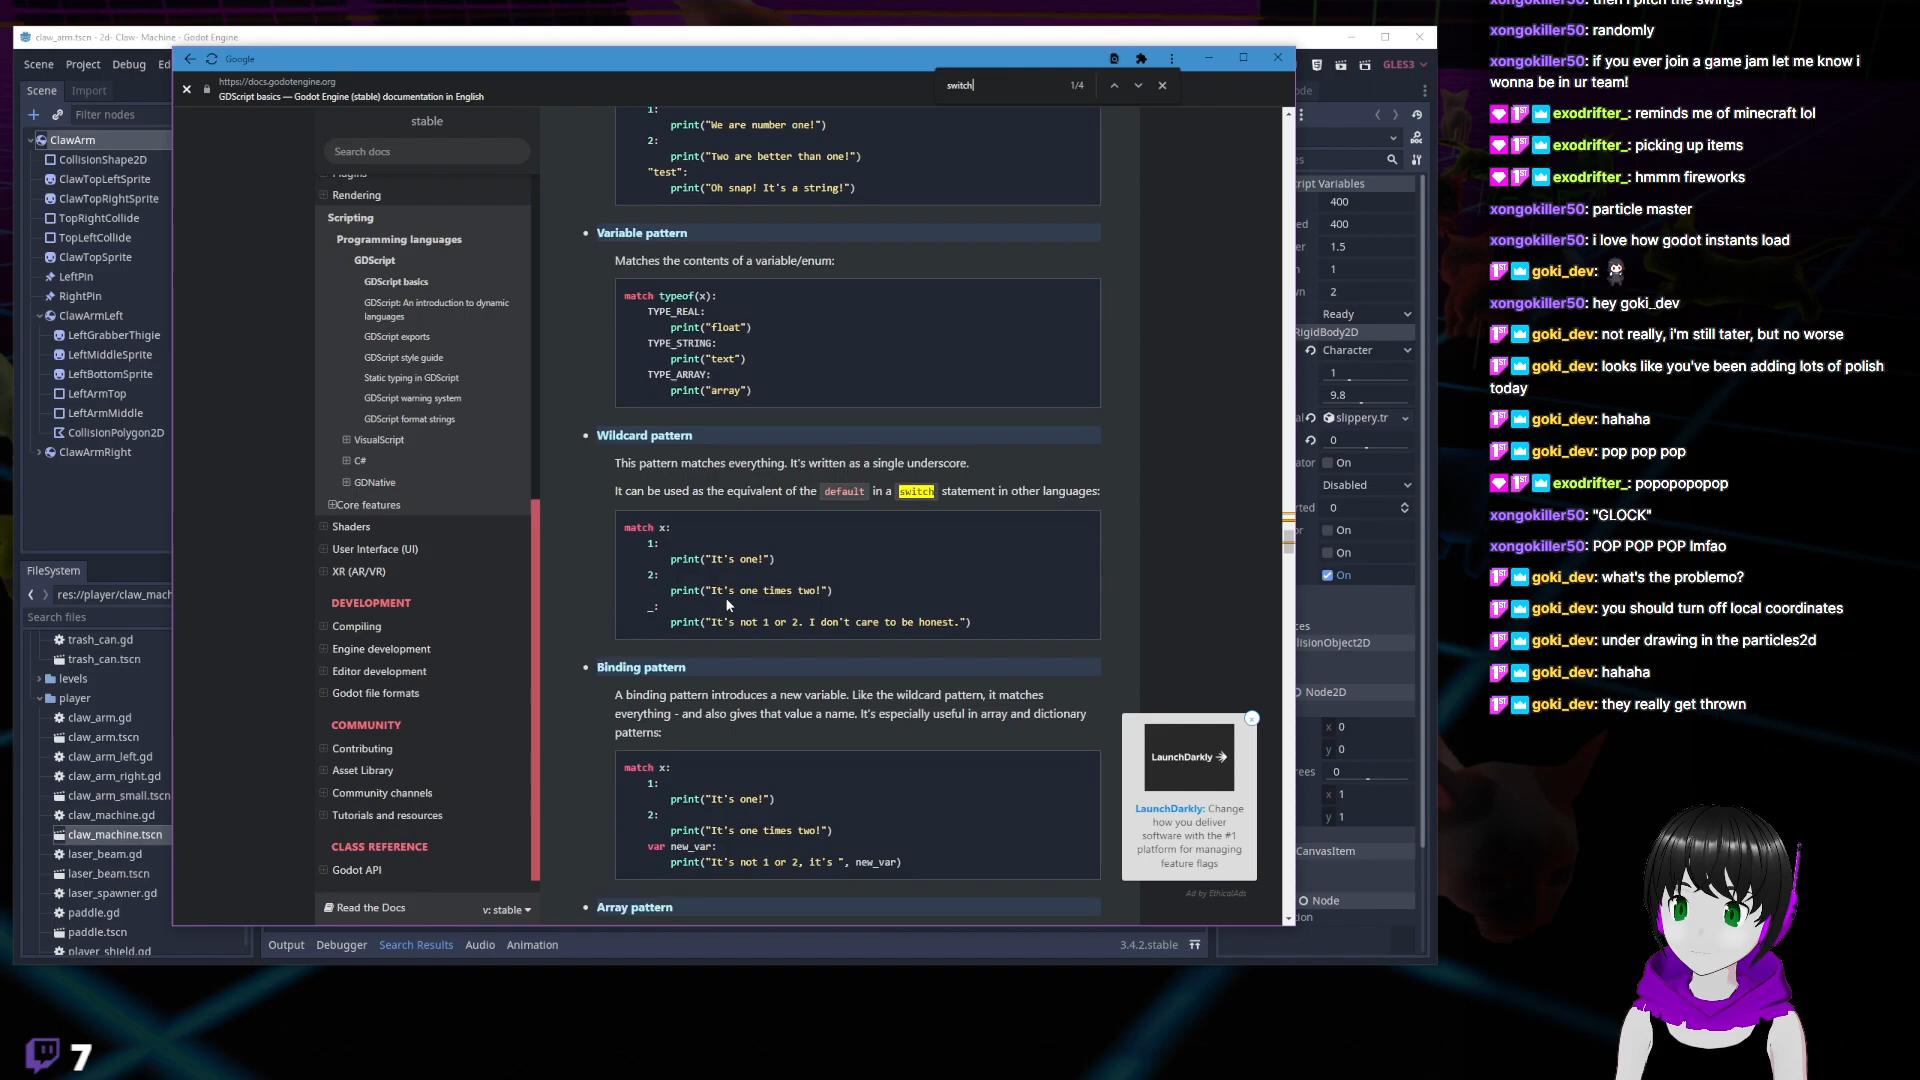 claw_arm.tscn - 2d- Claw- Machine - Godot Engine
Scene Project Debug Ed
GLES3
Google
https://docs.godotengine.org
GDScript basics — Godot Engine (stable) documentation in English
switch 1/4
Scene Import
Filter nodes
ClawArm
CollisionShape2D
ClawTopLeftSprite
ClawTopRightSprite
TopRightCollide
TopLeftCollide
ClawTopSprite
LeftPin
RightPin
ClawArmLeft
LeftGrabberThigie
LeftMiddleSprite
LeftBottomSprite
LeftArmTop
LeftArmMiddle
CollisionPolygon2D
ClawArmRight
FileSystem
res://player/claw_mach
Search files
trash_can.gd
trash_can.tscn
levels
player
claw_arm.gd
claw_arm.tscn
claw_arm_left.gd
claw_arm_right.gd
claw_arm_small.tscn
claw_machine.gd
claw_machine.tscn
laser_beam.gd
laser_beam.tscn
laser_spawner.gd
paddle.gd
paddle.tscn
player_shield.gd
stable
Search docs
Rendering
Scripting
Programming languages
GDScript
GDScript basics
GDScript: An introduction to dynamic
languages
GDScript exports
GDScript style guide
Static typing in GDScript
GDScript warning system
GDScript format strings
VisualScript
C#
GDNative
Core features
Shaders
User Interface (UI)
XR (AR/VR)
DEVELOPMENT
Compiling
Engine development
Editor development
Godot file formats
COMMUNITY
Contributing
Asset Library
Community channels
Tutorials and resources
CLASS REFERENCE
Godot API
Read the Docs v: stable
1:
print("We are number one!")
2:
print("Two are better than one!")
"test":
print("Oh snap! It's a string!")
Variable pattern
Matches the contents of a variable/enum:
match typeof(x):
TYPE_REAL:
print("float")
TYPE_STRING:
print("text")
TYPE_ARRAY:
print("array")
Wildcard pattern
This pattern matches everything. It's written as a single underscore.
It can be used as the equivalent of the default in a switch statement in other languages:
match x:
1:
print("It's one!")
2:
print("It's one times two!")
_:
print("It's not 1 or 2. I don't care to be honest.")
Binding pattern
A binding pattern introduces a new variable. Like the wildcard pattern, it matches
everything - and also gives that value a name. It's especially useful in array and dictionary
patterns:
match x:
1:
print("It's one!")
2:
print("It's one times two!")
var new_var:
print("It's not 1 or 2, it's ", new_var)
Array pattern
LaunchDarkly
LaunchDarkly: Change
how you deliver
software with the #1
platform for managing
feature flags
Ad by EthicalAds
ript Variables
400
400
1.5
1
2
Ready
RigidBody2D
Character
1
9.8
slippery.tr
0
On
Disabled
0
On
On
On
lisionObject2D
Node2D
x 0
y 0
0
x 1
y 1
CanvasItem
Node
Output Debugger Search Results Audio Animation 3.4.2.stable
then i pitch the swings
xongokiller50: randomly
xongokiller50: if you ever join a game jam let me know i
wonna be in ur team!
exodrifter_: reminds me of minecraft lol
exodrifter_: picking up items
exodrifter_: hmmm fireworks
xongokiller50: particle master
xongokiller50: i love how godot instants load
goki_dev:
xongokiller50: hey goki_dev
goki_dev: not really, i'm still tater, but no worse
goki_dev: looks like you've been adding lots of polish
today
goki_dev: hahaha
goki_dev: pop pop pop
exodrifter_: popopopopop
xongokiller50: "GLOCK"
xongokiller50: POP POP POP lmfao
goki_dev: what's the problemo?
goki_dev: you should turn off local coordinates
goki_dev: under drawing in the particles2d
goki_dev: hahaha
goki_dev: they really get thrown
7